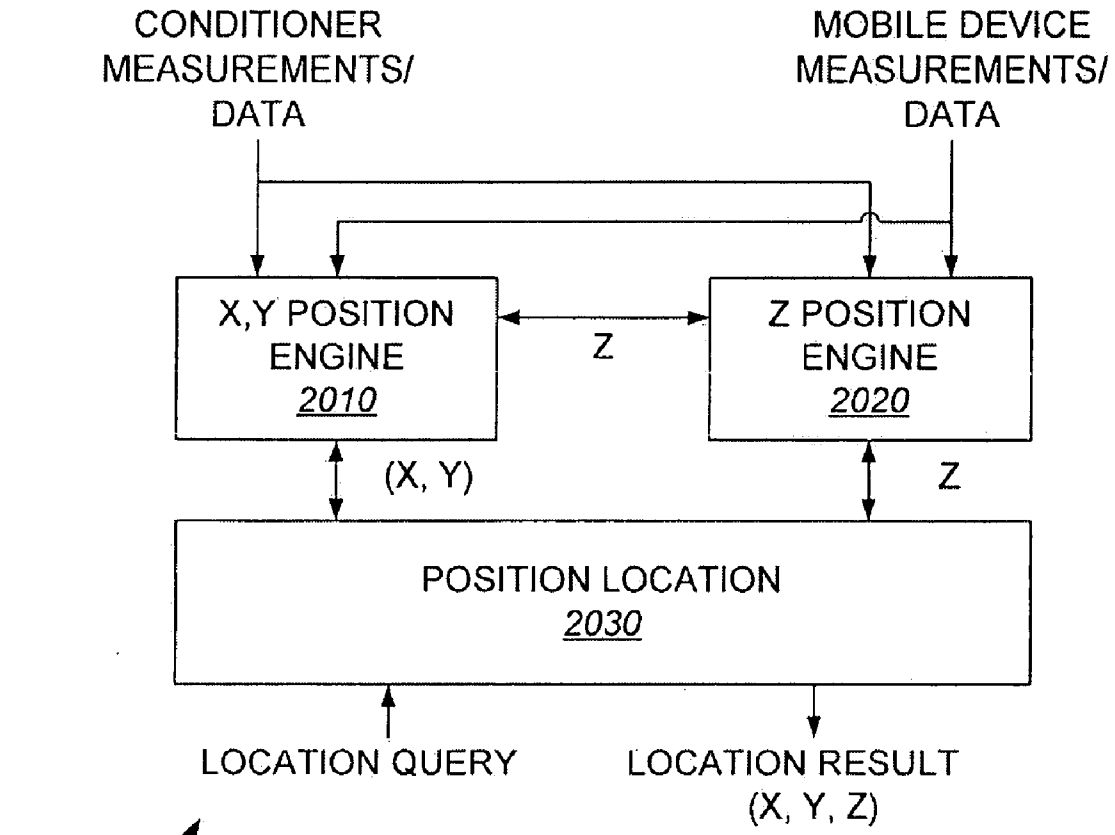 CONDITIONER
MEASUREMENTS/
DATA
MOBILE DEVICE
MEASUREMENTS/
DATA
X,Y POSITION
ENGINE
2010
Z
Z POSITION
ENGINE
2020
(X, Y)
Z
POSITION LOCATION
2030
LOCATION QUERY
LOCATION RESULT
(X, Y, Z)